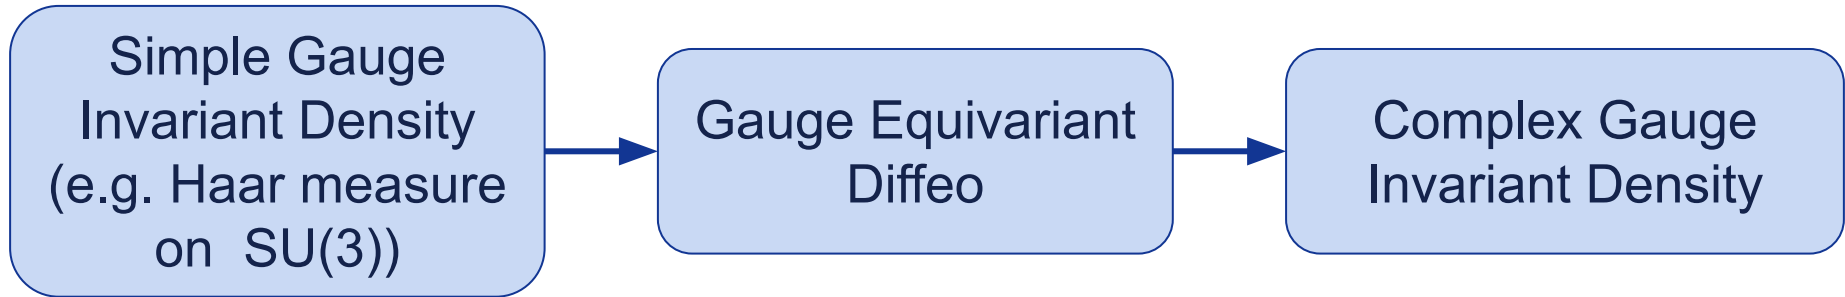 Simple Gauge
Invariant Density
(e.g. Haar measure
on SU(3))
Gauge Equivariant
Diffeo
Complex Gauge
Invariant Density